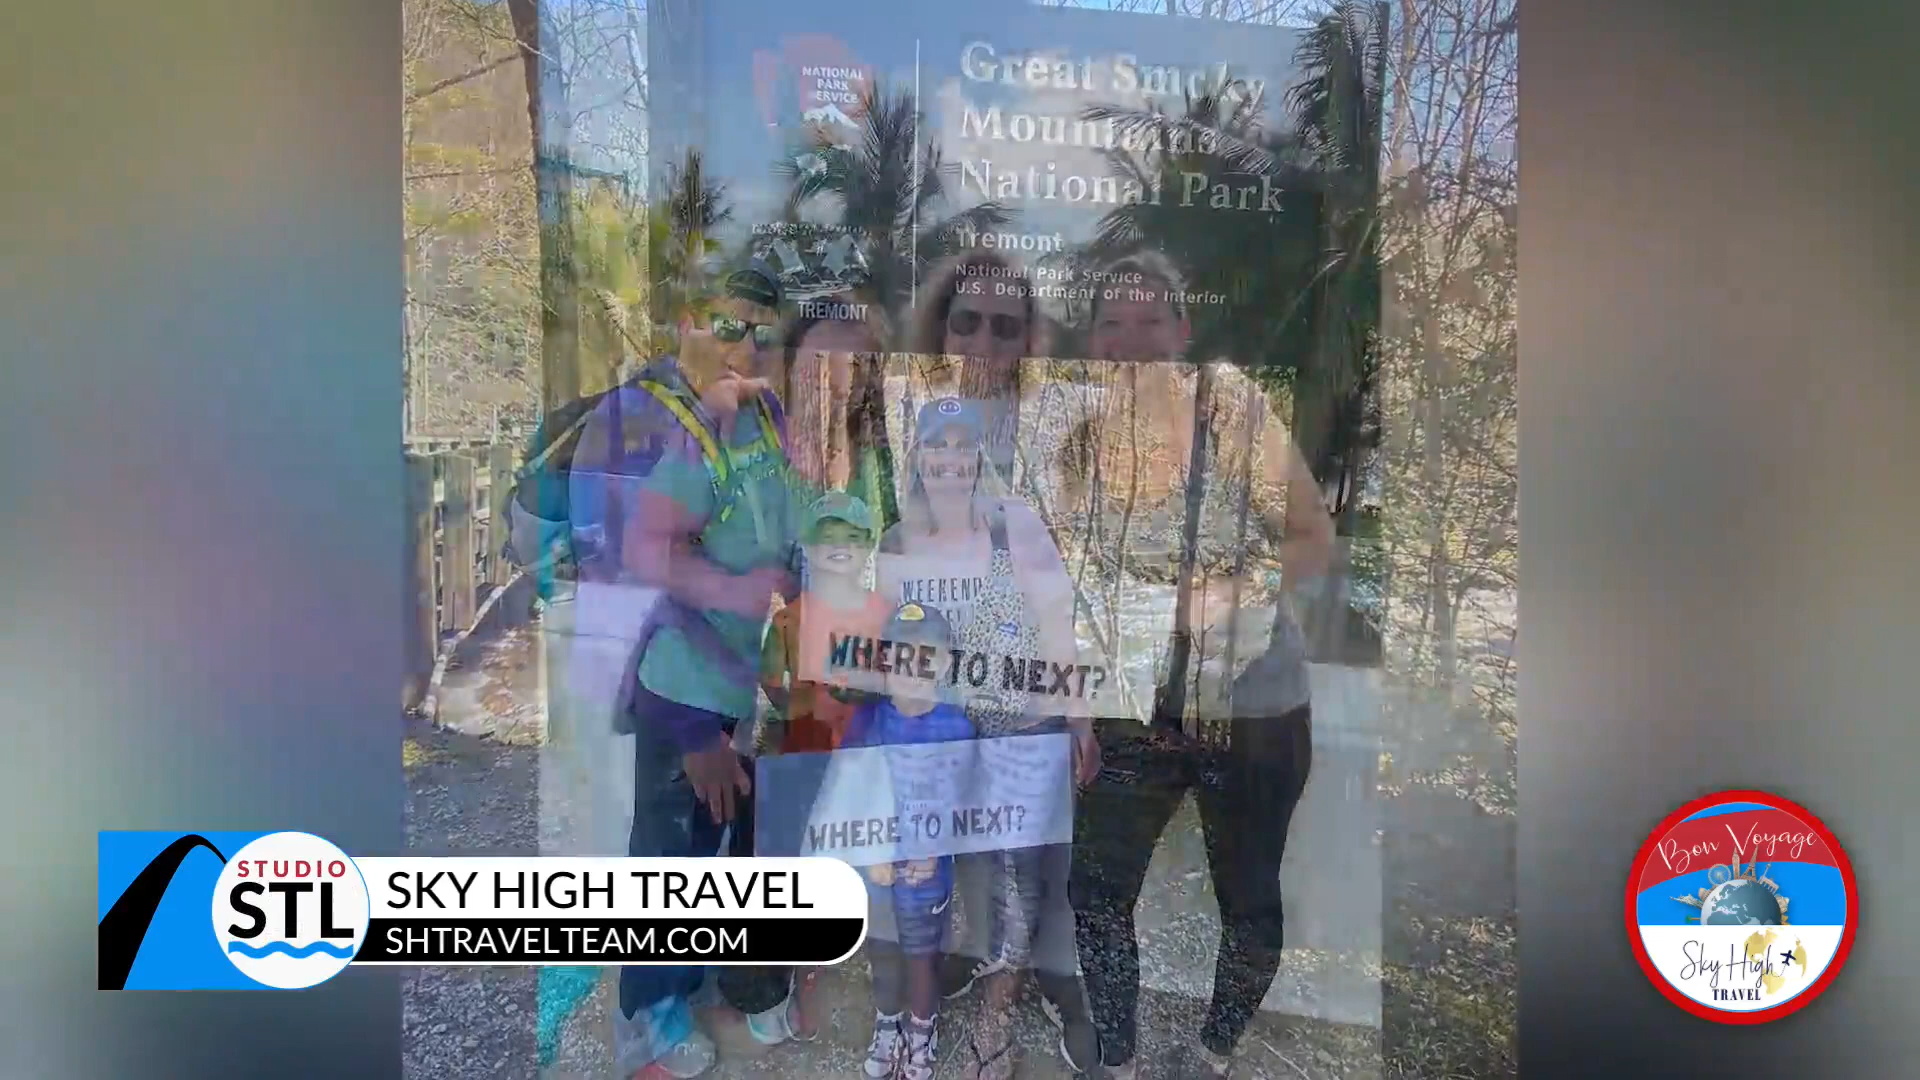 NATIONAL
PARK
SERVICE
Great Smoky
Mountains
National Park
Tremont
National Park Service
U.S. Department of the Interior
TREMONT
WEEKEND
WHERE TO NEXT?
WHERE TO NEXT?
STUDIO
STL
SKY HIGH TRAVEL
SHTRAVELTEAM.COM
Bon Voyage
Sky High
TRAVEL